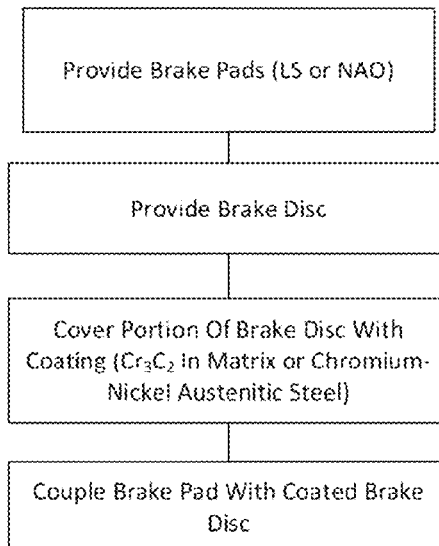 Provide Brake Pads (LS or NAO)
Provide Brake Disc
Cover Portion Of Brake Disc With
Coating (Cr₃C₂ In Matrix or Chromium-
Nickel Austenitic Steel)
Couple Brake Pad With Coated Brake
Disc